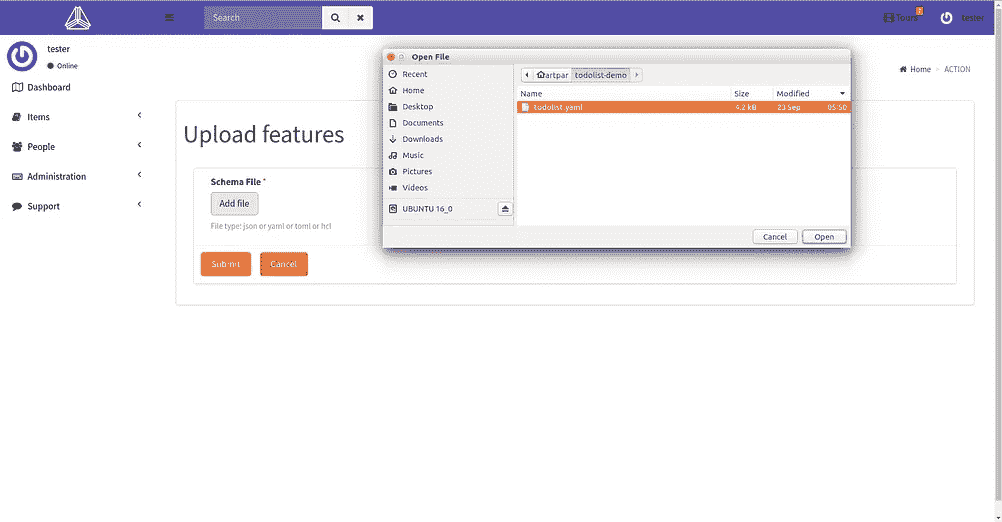 Search
Tools
tester
tester
Online
Dashboard
Items
People
Administration
Support
Home > ACTION
Upload features
Schema File *
Add file
File type: json or yaml or toml or hcl
Submit
Cancel
Open File
Recent
Home
Desktop
Documents
Downloads
Music
Pictures
Videos
UBUNTU 16_0
artpar
todolist-demo
Name Size Modified
todolist.yaml 4.2 kB 23 Sep 05:50
Cancel
Open